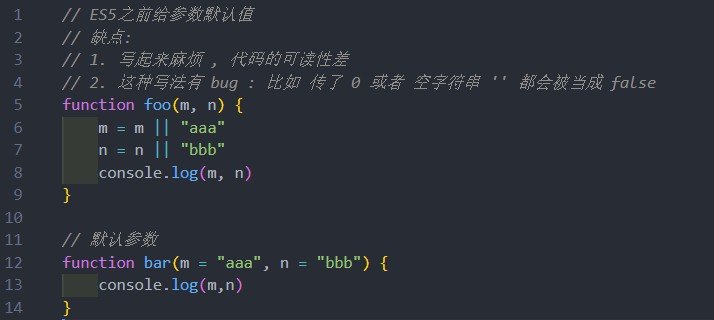 1 // ES5之前给参数默认值
2 // 缺点:
3 // 1. 写起来麻烦 , 代码的可读性差
4 // 2. 这种写法有 bug : 比如 传了 0 或者 空字符串 '' 都会被当成 false
5 function foo(m, n) {
6     m = m || "aaa"
7     n = n || "bbb"
8     console.log(m, n)
9 }
10
11 // 默认参数
12 function bar(m = "aaa", n = "bbb") {
13     console.log(m,n)
14 }